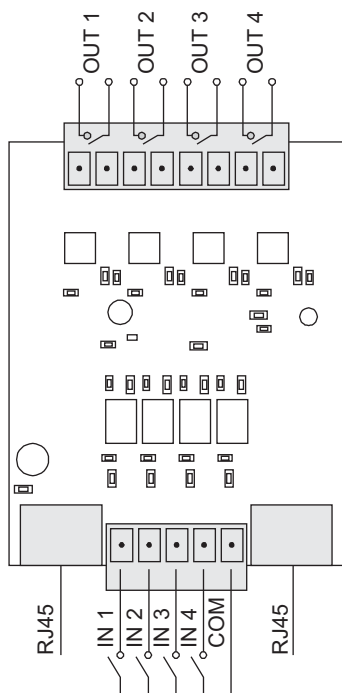 OUT 1
OUT 2
OUT 3
OUT 4
RJ45
IN 1
IN 2
IN 3
IN 4
COM
RJ45